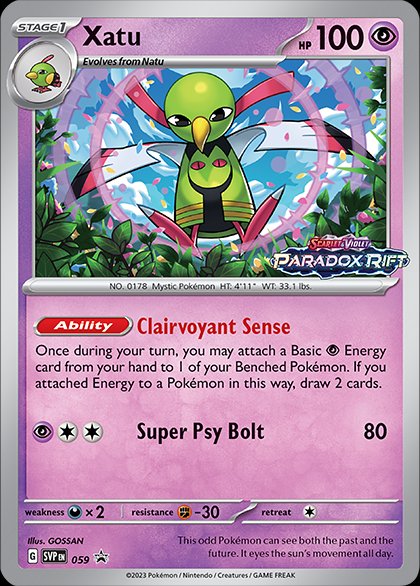 STAGE1 Xatu HP 100
Evolves from Natu
SCARLET & VIOLET
PARADOX RIFT
NO. 0178 Mystic Pokémon HT: 4'11" WT: 33.1 lbs.
Ability Clairvoyant Sense
Once during your turn, you may attach a Basic Energy
card from your hand to 1 of your Benched Pokémon. If you
attached Energy to a Pokémon in this way, draw 2 cards.
Super Psy Bolt 80
weakness × 2 resistance -30 retreat
Illus. GOSSAN
G SVP EN 059
This odd Pokémon can see both the past and the
future. It eyes the sun's movement all day.
©2023 Pokémon / Nintendo / Creatures / GAME FREAK